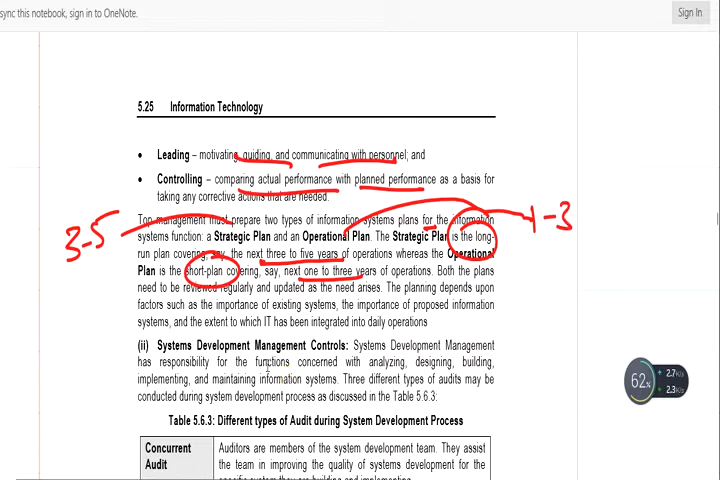 sync this notebook, sign in to OneNote.
Sign In
5.25 Information Technology
• Leading – motivating, guiding, and communicating with personnel; and
• Controlling – comparing actual performance with planned performance as a basis for
taking any corrective actions that are needed.
Top management must prepare two types of information systems plans for the information
systems function: a Strategic Plan and an Operational Plan. The Strategic Plan is the long-
run plan covering, say, the next three to five years of operations whereas the Operational
Plan is the short-plan covering, say, next one to three years of operations. Both the plans
need to be reviewed regularly and updated as the need arises. The planning depends upon
factors such as the importance of existing systems, the importance of proposed information
systems, and the extent to which IT has been integrated into daily operations
3-5
1-3
(ii) Systems Development Management Controls: Systems Development Management
has responsibility for the functions concerned with analyzing, designing, building,
implementing, and maintaining information systems. Three different types of audits may be
conducted during system development process as discussed in the Table 5.6.3:
62%
2.7K/s
2.3K/s
Table 5.6.3: Different types of Audit during System Development Process
Concurrent
Audit
Auditors are members of the system development team. They assist
the team in improving the quality of systems development for the
specific system they are building and implementing.